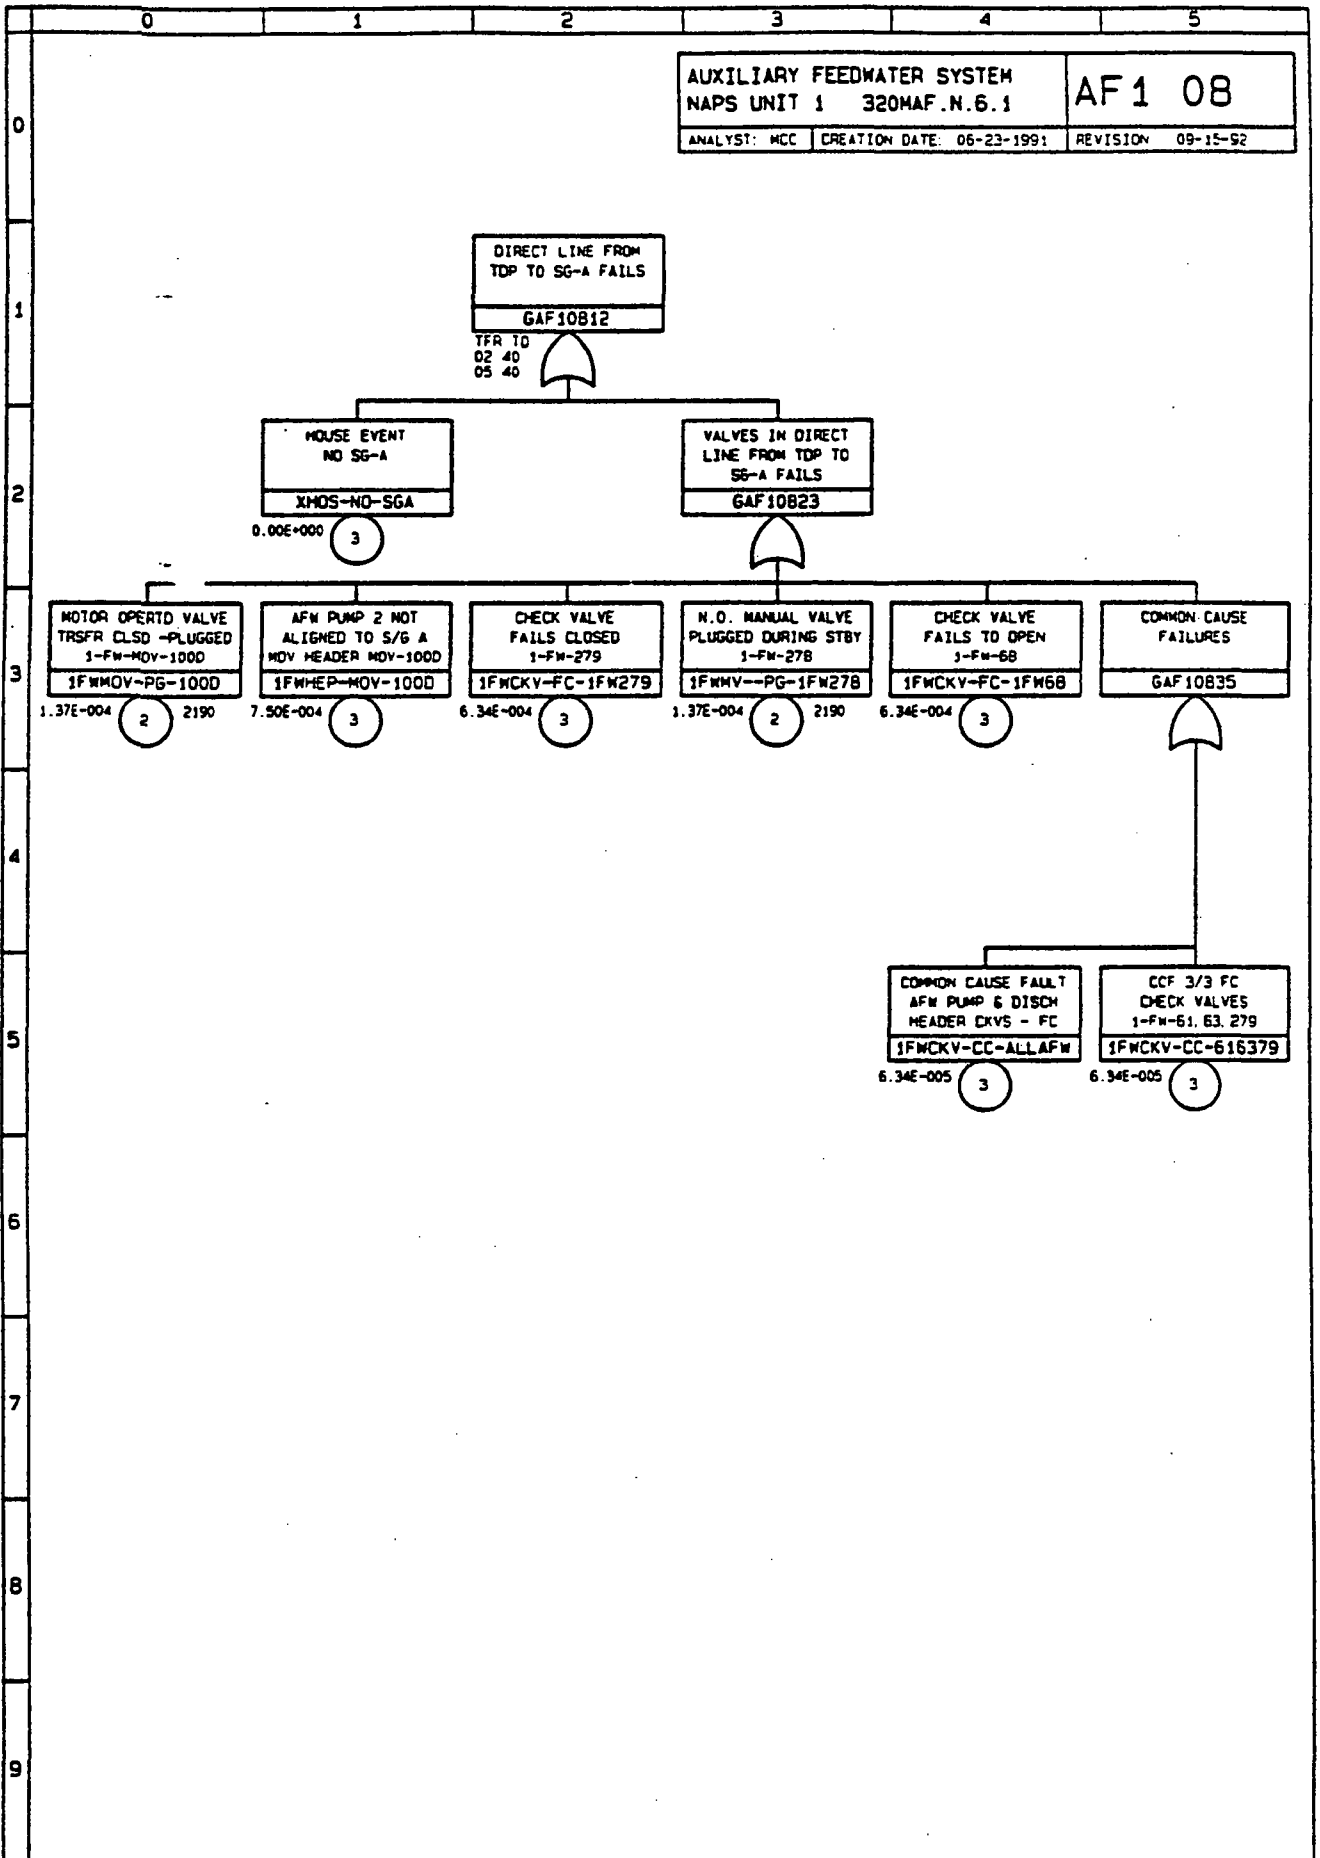 0 1 2 3 4 5
AUXILIARY FEEDWATER SYSTEM
NAPS UNIT 1 320MAF.N.6.1
AF1 08
ANALYST: MCC CREATION DATE: 06-23-1991 REVISION 09-15-92
0
DIRECT LINE FROM
TDP TO SG-A FAILS
GAF10812
TFR TO
02 40
05 40
1
HOUSE EVENT
NO SG-A
XHOS-NO-SGA
0.00E+000 3
VALVES IN DIRECT
LINE FROM TDP TO
SG-A FAILS
GAF10823
2
MOTOR OPERTD VALVE
TRSFR CLSD -PLUGGED
1-FW-MOV-100D
1FWMOV-PG-100D
1.37E-004 2 2190
AFW PUMP 2 NOT
ALIGNED TO S/G A
MOV HEADER MOV-100D
1FWHEP-MOV-100D
7.50E-004 3
CHECK VALVE
FAILS CLOSED
1-FW-279
1FWCKV-FC-1FW279
6.34E-004 3
N.O. MANUAL VALVE
PLUGGED DURING STBY
1-FW-278
1FWMV--PG-1FW278
1.37E-004 2 2190
CHECK VALVE
FAILS TO OPEN
1-FW-68
1FWCKV-FC-1FW68
6.34E-004 3
COMMON CAUSE
FAILURES
GAF10835
3
4
COMMON CAUSE FAULT
AFW PUMP & DISCH
HEADER CKVS - FC
1FWCKV-CC-ALLAFW
6.34E-005 3
CCF 3/3 FC
CHECK VALVES
1-FW-61, 63, 279
1FWCKV-CC-616379
6.34E-005 3
5
6
7
8
9